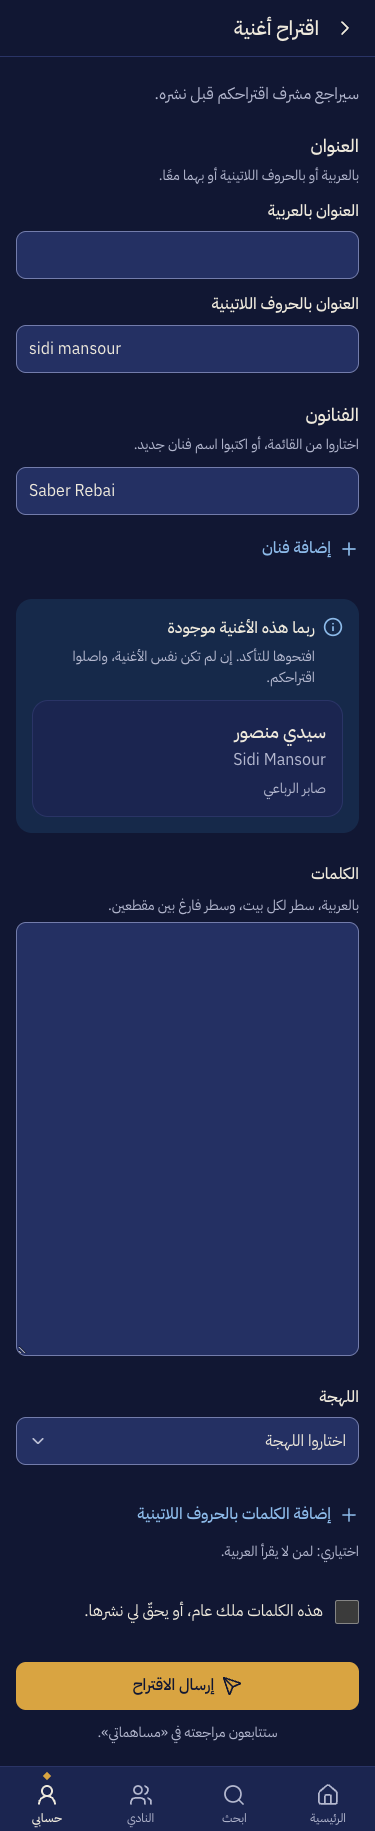 اقتراح أغنية
سيراجع مشرف اقتراحكم قبل نشره.
العنوان
بالعربية أو بالحروف اللاتينية أو بهما معًا.
العنوان بالعربية
العنوان بالحروف اللاتينية
sidi mansour
الفنانون
اختاروا من القائمة، أو اكتبوا اسم فنان جديد.
Saber Rebai
إضافة فنان
ربما هذه الأغنية موجودة
افتحوها للتأكد. إن لم تكن نفس الأغنية، واصلوا
اقتراحكم.
سيدي منصور
Sidi Mansour
صابر الرباعي
الكلمات
بالعربية، سطر لكل بيت، وسطر فارغ بين مقطعين.
اللهجة
اختاروا اللهجة
إضافة الكلمات بالحروف اللاتينية
اختياري: لمن لا يقرأ العربية.
هذه الكلمات ملك عام، أو يحقّ لي نشرها.
إرسال الاقتراح
ستتابعون مراجعته في «مساهماتي».
الرئيسية
ابحث
النادي
حسابي